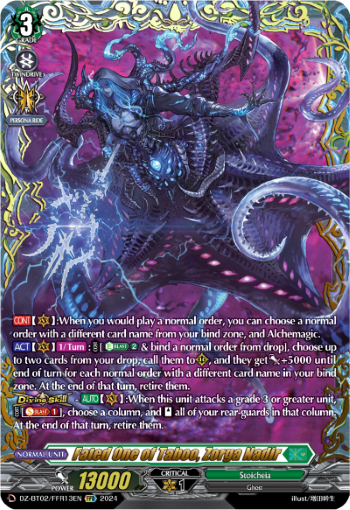 3
GRADE
TWINDRIVE!!
PERSONA RIDE
CONT【】:When you would play a normal order, you can choose a normal
order with a different card name from your bind zone, and Alchemagic.
ACT【】1/Turn:[E-BLAST 2 & bind a normal order from drop], choose up
to two cards from your drop, call them to, and they get +5000 until
end of turn for each normal order with a different card name in your bind
zone. At the end of that turn, retire them.
Divine Skill - AUTO【】:When this unit attacks a grade 3 or greater unit,
[S-BLAST 1], choose a column, and all of your rear-guards in that column.
At the end of that turn, retire them.
NORMAL UNIT Fated One of Taboo, Zorga Nadir
POWER 13000 CRITICAL 1 Stoicheia
Ghost
D DZ-BT02/FFR13EN FFR 2024 illust/増田幹生